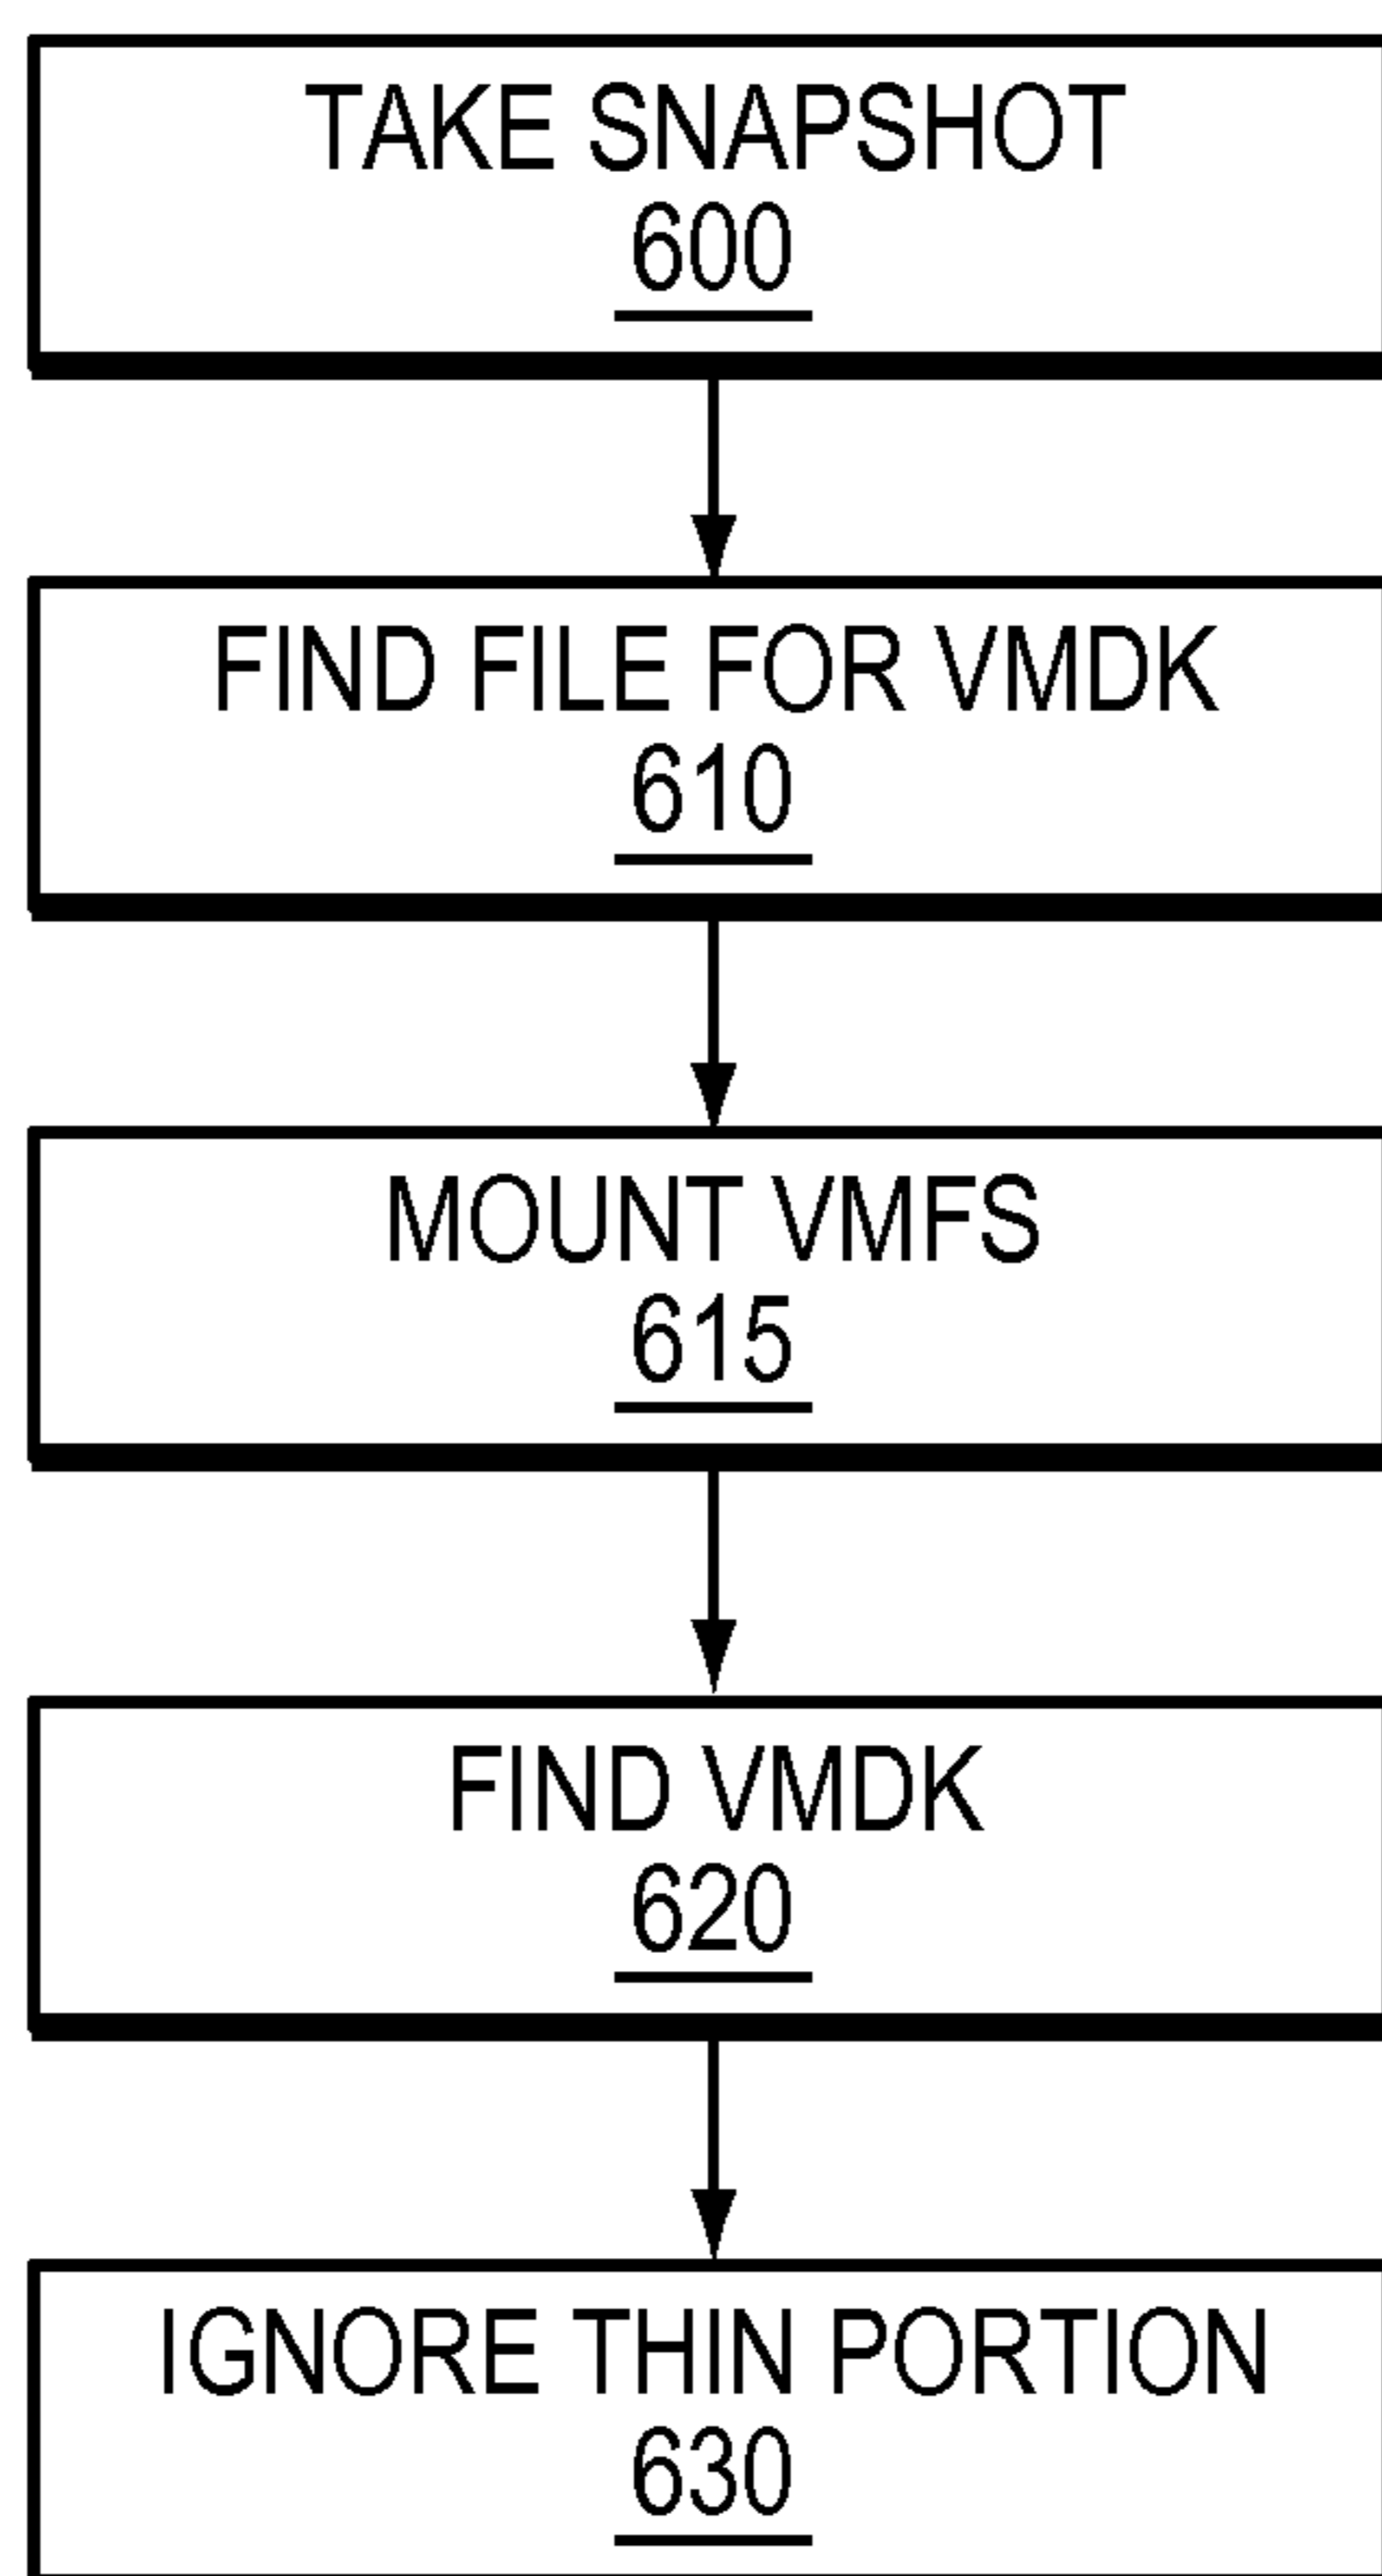 TAKE SNAPSHOT
600
FIND FILE FOR VMDK
610
MOUNT VMFS
615
FIND VMDK
620
IGNORE THIN PORTION
630